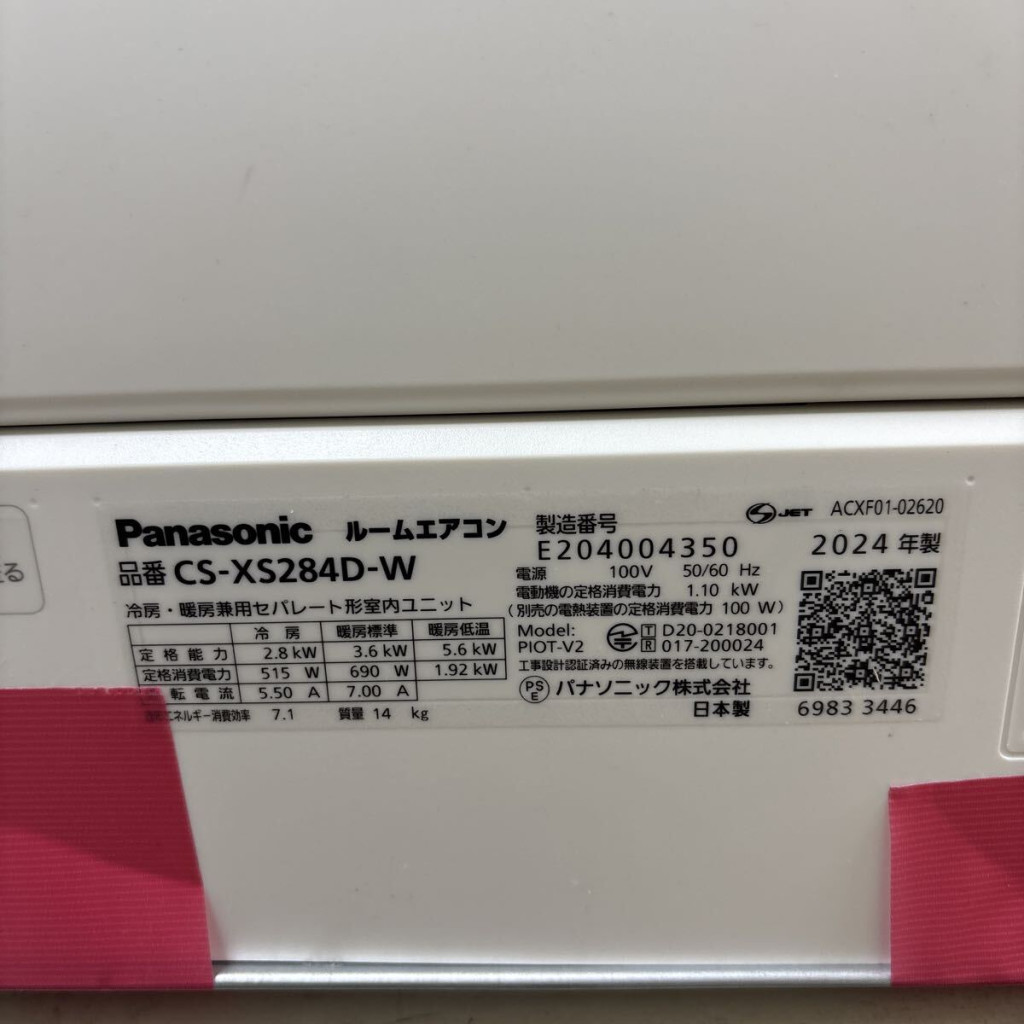 る
Panasonic ルームエアコン
品番 CS-XS284D-W
冷房・暖房兼用セパレート形室内ユニット
冷房 暖房標準 暖房低温
定格能力 2.8 kW 3.6 kW 5.6 kW
定格消費電力 515 W 690 W 1.92 kW
転電流 5.50 A 7.00 A
エネルギー消費効率 7.1 質量 14 kg
製造番号
E204004350
電源 100V 50/60 Hz
電動機の定格消費電力 1.10 kW
(別売の電熱装置の定格消費電力 100 W)
Model:
PIOT-V2
T D20-0218001
R 017-200024
工事設計認証済みの無線装置を搭載しています。
PSE パナソニック株式会社
日本製
JET ACXF01-02620
2024 年製
6983 3446